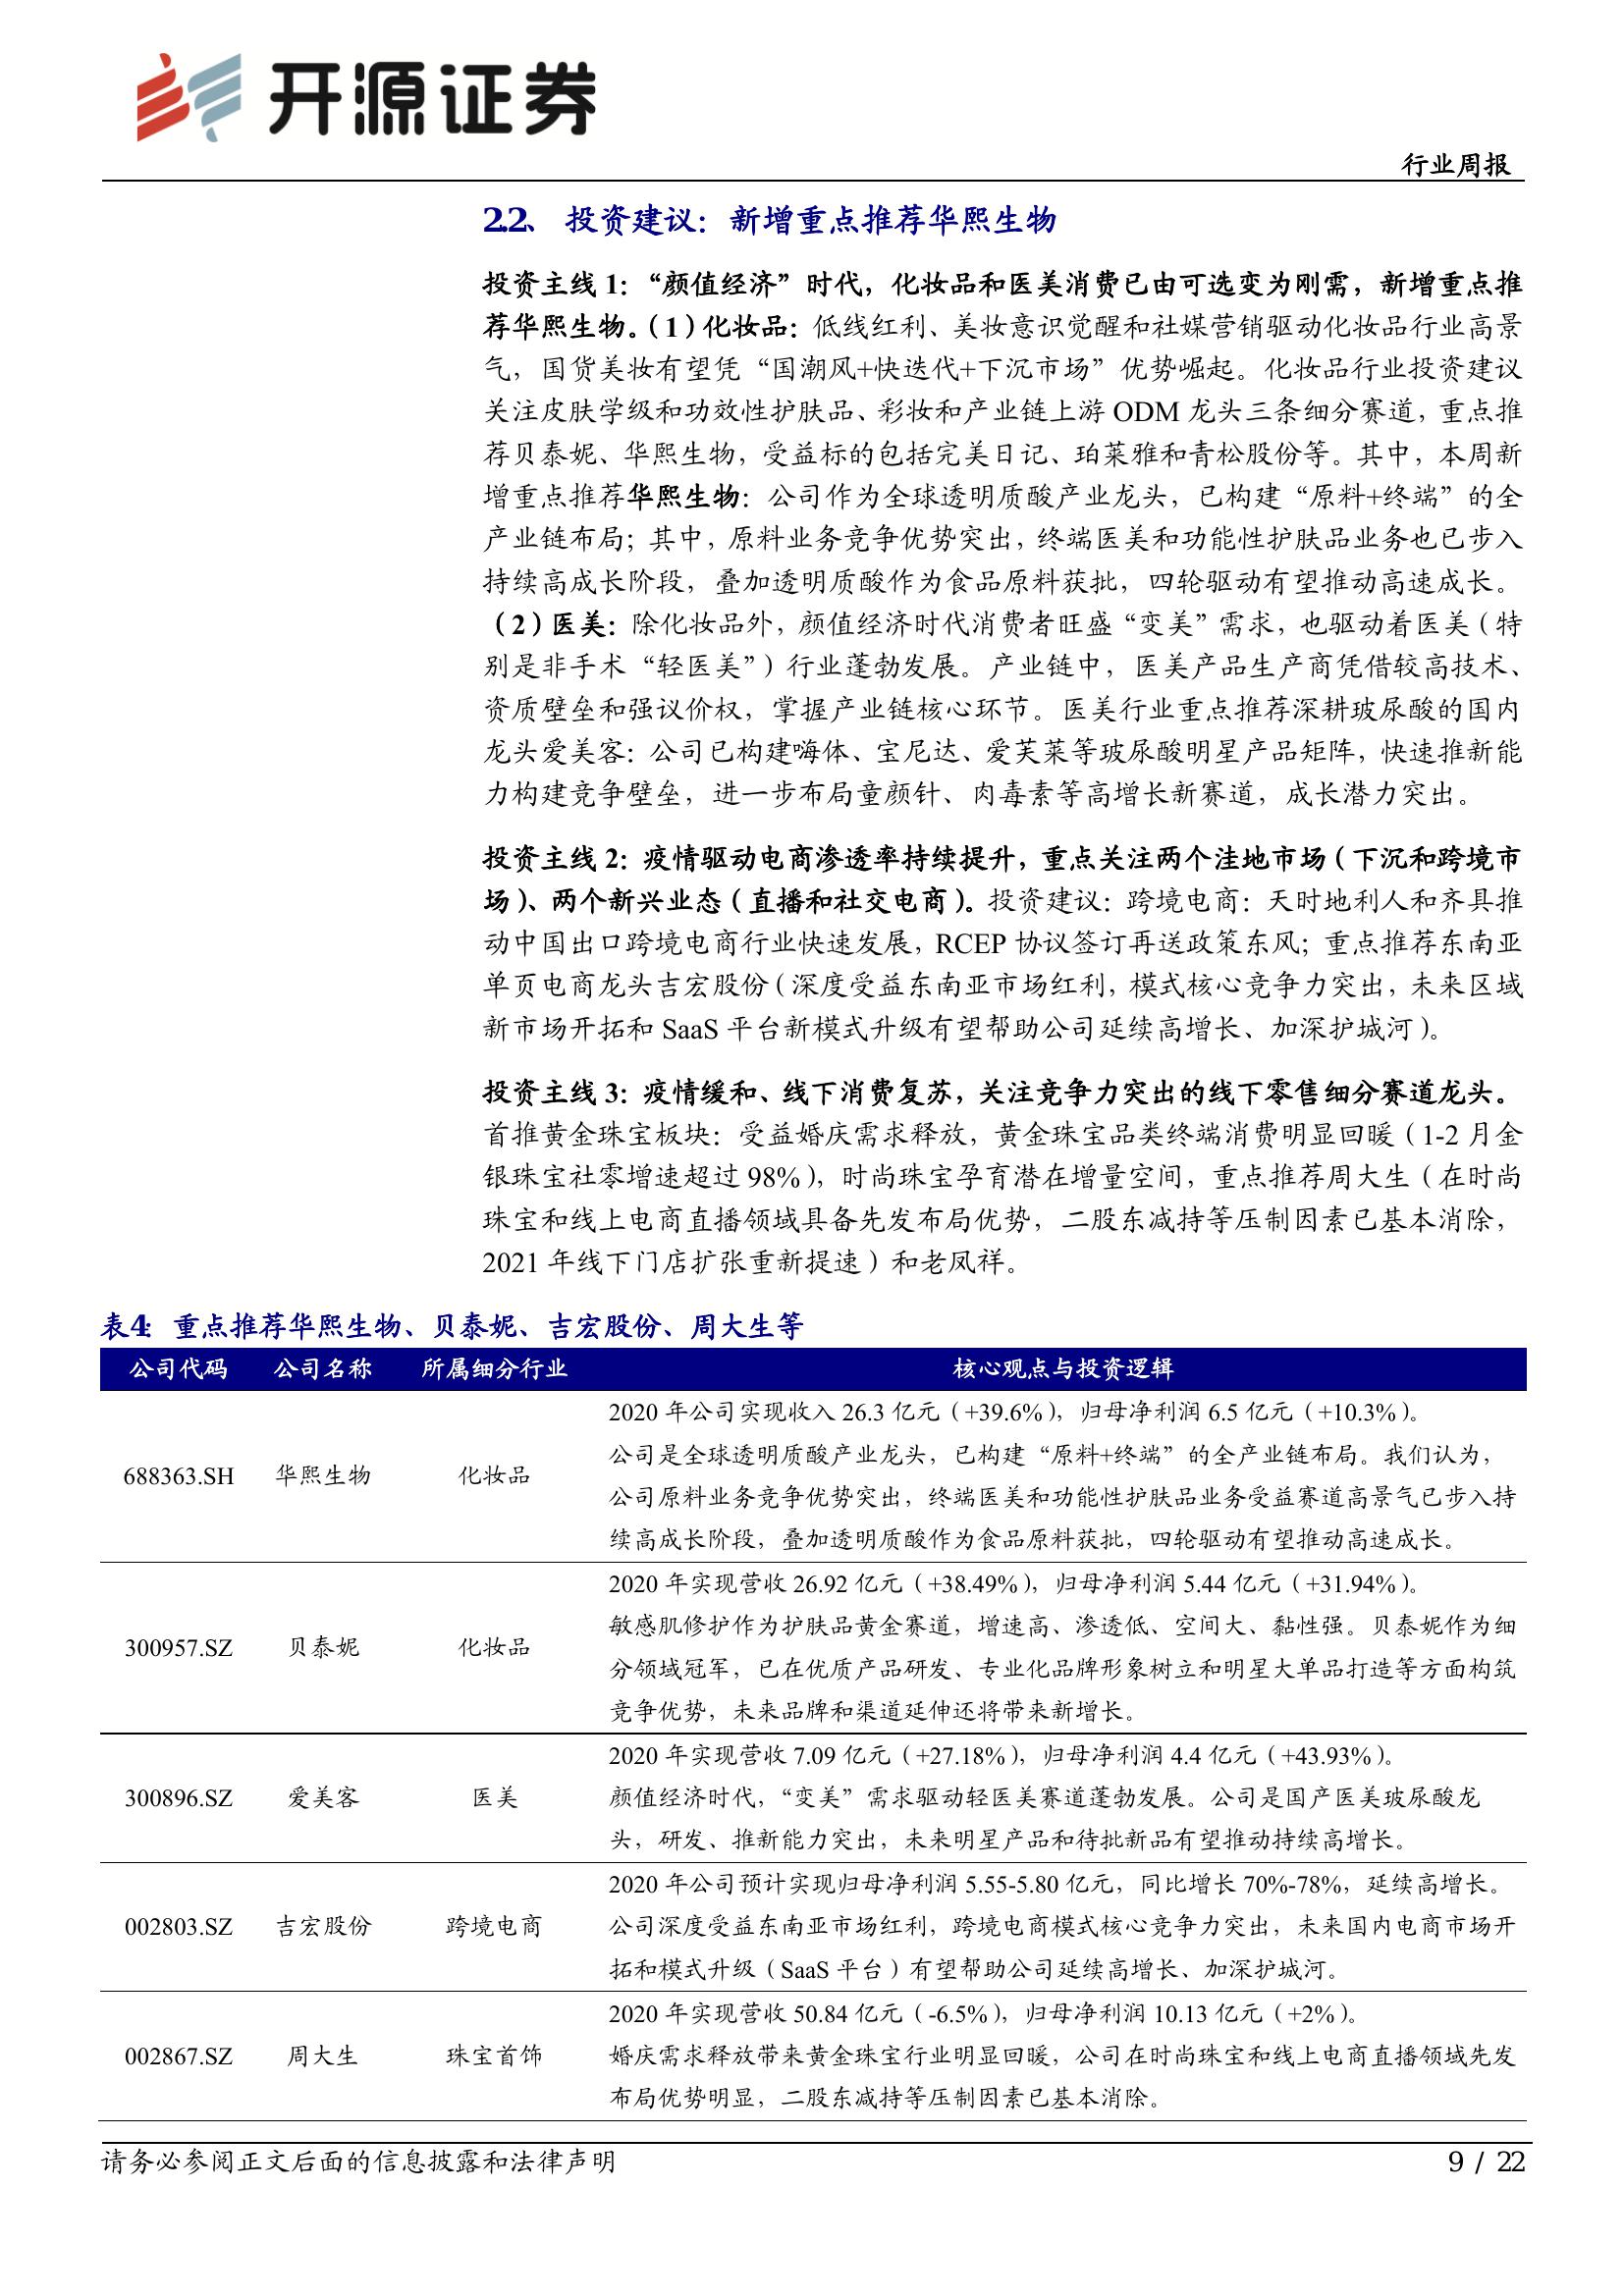 开源证券
行业周报
2.2、 投资建议：新增重点推荐华熙生物
投资主线 1：“颜值经济”时代，化妆品和医美消费已由可选变为刚需，新增重点推
荐华熙生物。（1）化妆品：低线红利、美妆意识觉醒和社媒营销驱动化妆品行业高景
气，国货美妆有望凭“国潮风+快迭代+下沉市场”优势崛起。化妆品行业投资建议
关注皮肤学级和功效性护肤品、彩妆和产业链上游 ODM 龙头三条细分赛道，重点推
荐贝泰妮、华熙生物，受益标的包括完美日记、珀莱雅和青松股份等。其中，本周新
增重点推荐华熙生物：公司作为全球透明质酸产业龙头，已构建“原料+终端”的全
产业链布局；其中，原料业务竞争优势突出，终端医美和功能性护肤品业务也已步入
持续高成长阶段，叠加透明质酸作为食品原料获批，四轮驱动有望推动高速成长。
（2）医美：除化妆品外，颜值经济时代消费者旺盛“变美”需求，也驱动着医美（特
别是非手术“轻医美”）行业蓬勃发展。产业链中，医美产品生产商凭借较高技术、
资质壁垒和强议价权，掌握产业链核心环节。医美行业重点推荐深耕玻尿酸的国内
龙头爱美客：公司已构建嗨体、宝尼达、爱芙莱等玻尿酸明星产品矩阵，快速推新能
力构建竞争壁垒，进一步布局童颜针、肉毒素等高增长新赛道，成长潜力突出。
投资主线 2：疫情驱动电商渗透率持续提升，重点关注两个洼地市场（下沉和跨境市
场）、两个新兴业态（直播和社交电商）。投资建议：跨境电商：天时地利人和齐具推
动中国出口跨境电商行业快速发展，RCEP 协议签订再送政策东风；重点推荐东南亚
单页电商龙头吉宏股份（深度受益东南亚市场红利，模式核心竞争力突出，未来区域
新市场开拓和 SaaS 平台新模式升级有望帮助公司延续高增长、加深护城河）。
投资主线 3：疫情缓和、线下消费复苏，关注竞争力突出的线下零售细分赛道龙头。
首推黄金珠宝板块：受益婚庆需求释放，黄金珠宝品类终端消费明显回暖（1-2 月金
银珠宝社零增速超过 98%），时尚珠宝孕育潜在增量空间，重点推荐周大生（在时尚
珠宝和线上电商直播领域具备先发布局优势，二股东减持等压制因素已基本消除，
2021 年线下门店扩张重新提速）和老凤祥。
表4： 重点推荐华熙生物、贝泰妮、吉宏股份、周大生等
公司代码 公司名称 所属细分行业 核心观点与投资逻辑
2020 年公司实现收入 26.3 亿元（+39.6%），归母净利润 6.5 亿元（+10.3%）。
公司是全球透明质酸产业龙头，已构建“原料+终端”的全产业链布局。我们认为，
688363.SH 华熙生物 化妆品
公司原料业务竞争优势突出，终端医美和功能性护肤品业务受益赛道高景气已步入持
续高成长阶段，叠加透明质酸作为食品原料获批，四轮驱动有望推动高速成长。
2020 年实现营收 26.92 亿元（+38.49%），归母净利润 5.44 亿元（+31.94%）。
敏感肌修护作为护肤品黄金赛道，增速高、渗透低、空间大、黏性强。贝泰妮作为细
300957.SZ 贝泰妮 化妆品
分领域冠军，已在优质产品研发、专业化品牌形象树立和明星大单品打造等方面构筑
竞争优势，未来品牌和渠道延伸还将带来新增长。
2020 年实现营收 7.09 亿元（+27.18%），归母净利润 4.4 亿元（+43.93%）。
300896.SZ 爱美客 医美 颜值经济时代，“变美”需求驱动轻医美赛道蓬勃发展。公司是国产医美玻尿酸龙
头，研发、推新能力突出，未来明星产品和待批新品有望推动持续高增长。
2020 年公司预计实现归母净利润 5.55-5.80 亿元，同比增长 70%-78%，延续高增长。
002803.SZ 吉宏股份 跨境电商 公司深度受益东南亚市场红利，跨境电商模式核心竞争力突出，未来国内电商市场开
拓和模式升级（SaaS 平台）有望帮助公司延续高增长、加深护城河。
2020 年实现营收 50.84 亿元（-6.5%），归母净利润 10.13 亿元（+2%）。
002867.SZ 周大生 珠宝首饰 婚庆需求释放带来黄金珠宝行业明显回暖，公司在时尚珠宝和线上电商直播领域先发
布局优势明显，二股东减持等压制因素已基本消除。
请务必参阅正文后面的信息披露和法律声明 9 / 22